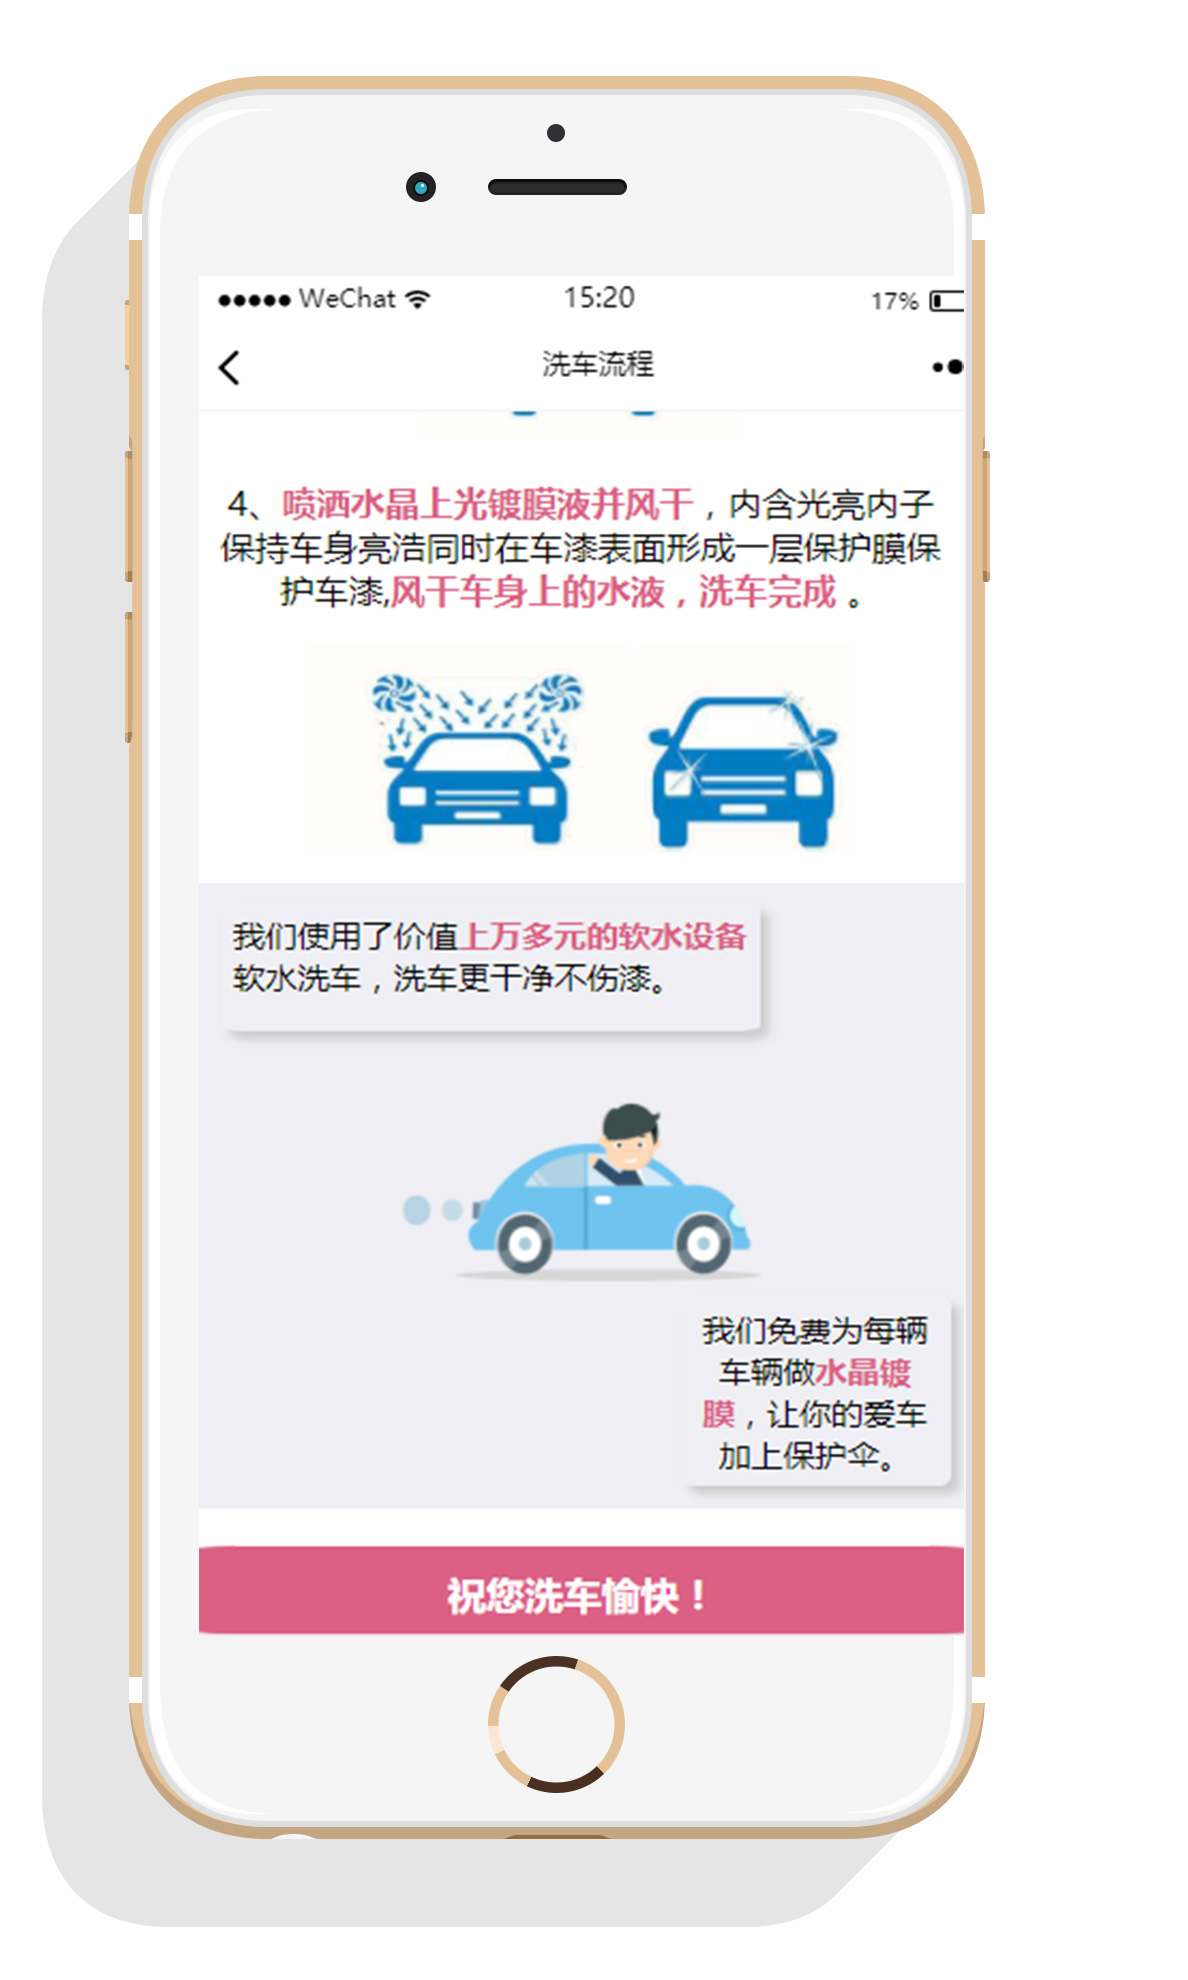 WeChat 15:20 17%
洗车流程
4、喷洒水晶上光镀膜液并风干，内含光亮内子
保持车身亮浩同时在车漆表面形成一层保护膜保
护车漆,风干车身上的水液，洗车完成 。
我们使用了价值上万多元的软水设备
软水洗车，洗车更干净不伤漆。
我们免费为每辆
车辆做水晶镀
膜，让你的爱车
加上保护伞。
祝您洗车愉快！